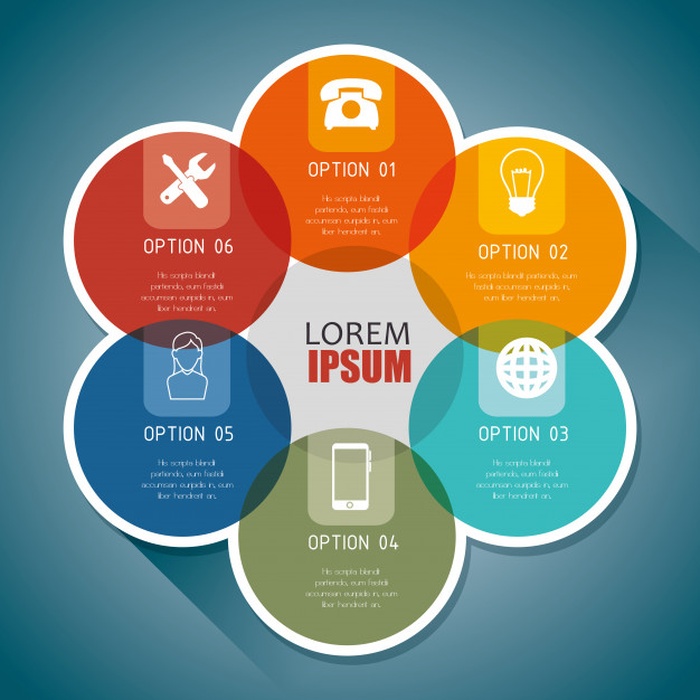 OPTION 01
His scripta blandit
partiendo, eum fastidii
accumsan euripidis in, eum
liber hendrerit an.
OPTION 02
His scripta blandit partiendo, eum
fastidii accumsan euripidis in,
eum liber hendrerit an.
OPTION 03
His scripta blandit
partiendo, eum fastidii
accumsan euripidis in, eum
liber hendrerit an.
OPTION 04
His scripta blandit
partiendo, eum fastidii
accumsan euripidis in, eum
liber hendrerit an.
OPTION 05
His scripta blandit
partiendo, eum fastidii
accumsan euripidis in, eum
liber hendrerit an.
OPTION 06
His scripta blandit
partiendo, eum fastidii
accumsan euripidis in, eum
liber hendrerit an.
LOREM
IPSUM